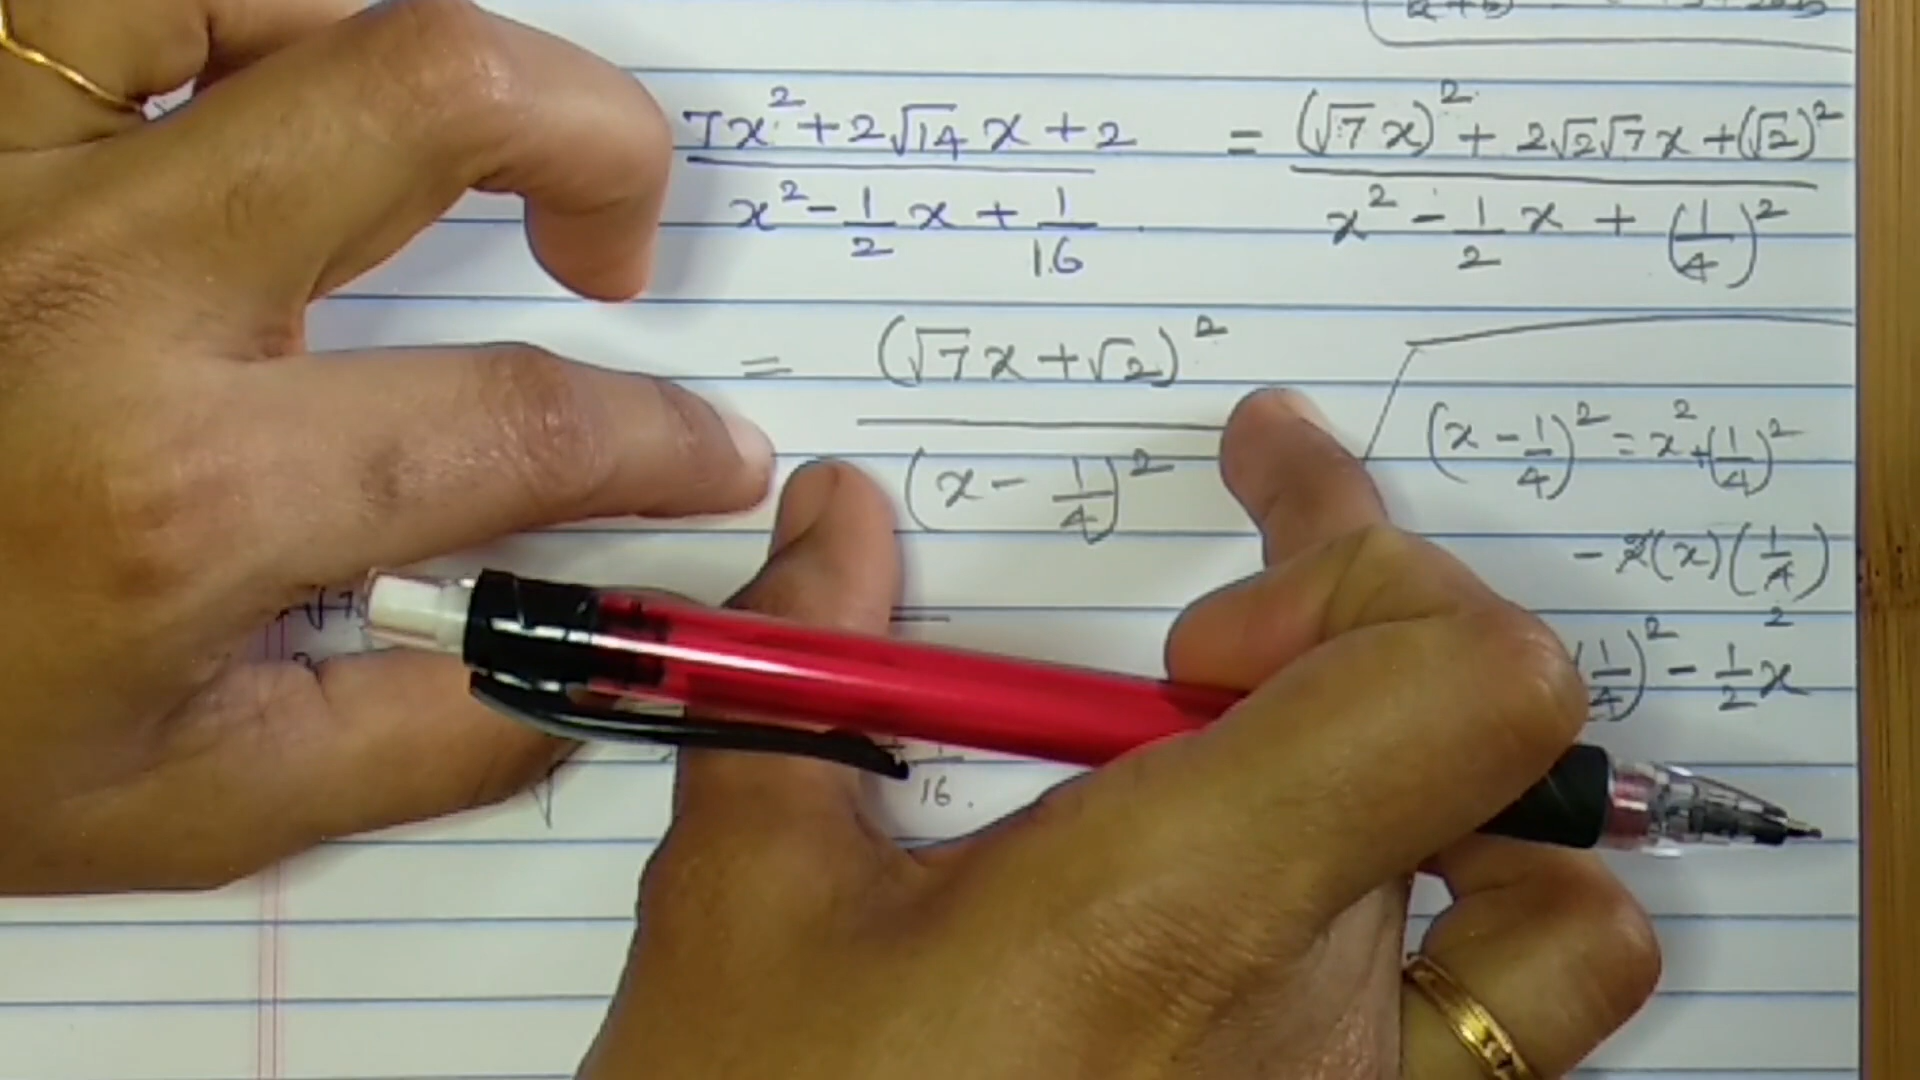 7x² + 2√14 x + 2 = (√7 x)² + 2√2√7 x + (√2)²
x² - 1/2 x + 1/16 x² - 1/2 x + (1/4)²
= (√7 x + √2)²
(x - 1/4)²
(x - 1/4)² = x² + (1/4)²
- 2(x)(1/4)
2
(1/4)² - 1/2 x
16.